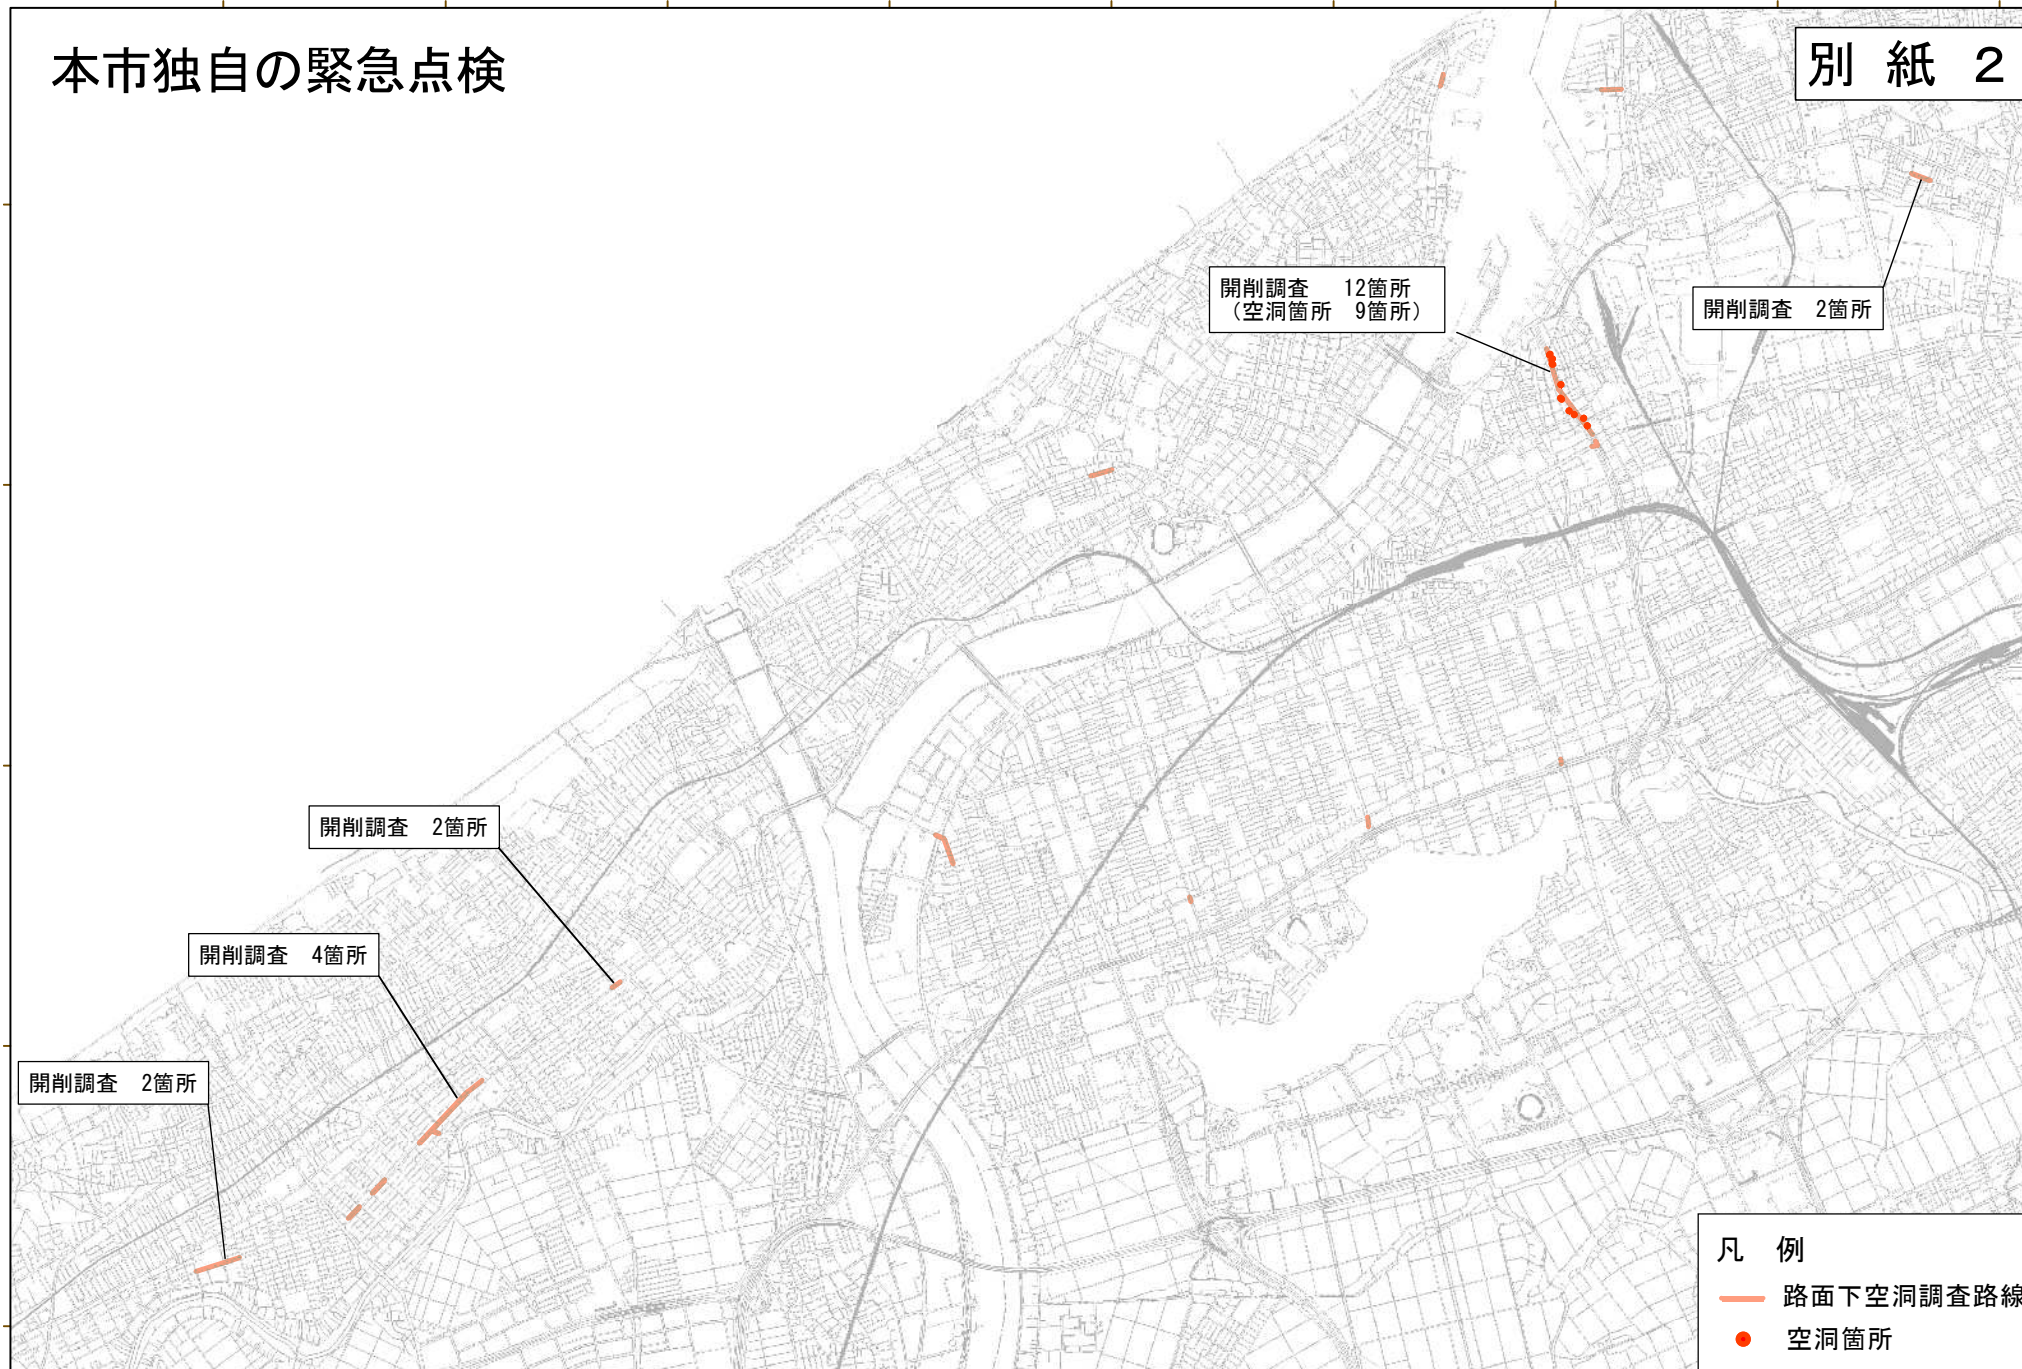 本市独自の緊急点検
別 紙 2
開削調査 12箇所
（空洞箇所 9箇所）
開削調査 2箇所
開削調査 2箇所
開削調査 4箇所
開削調査 2箇所
凡 例
路面下空洞調査路線
空洞箇所